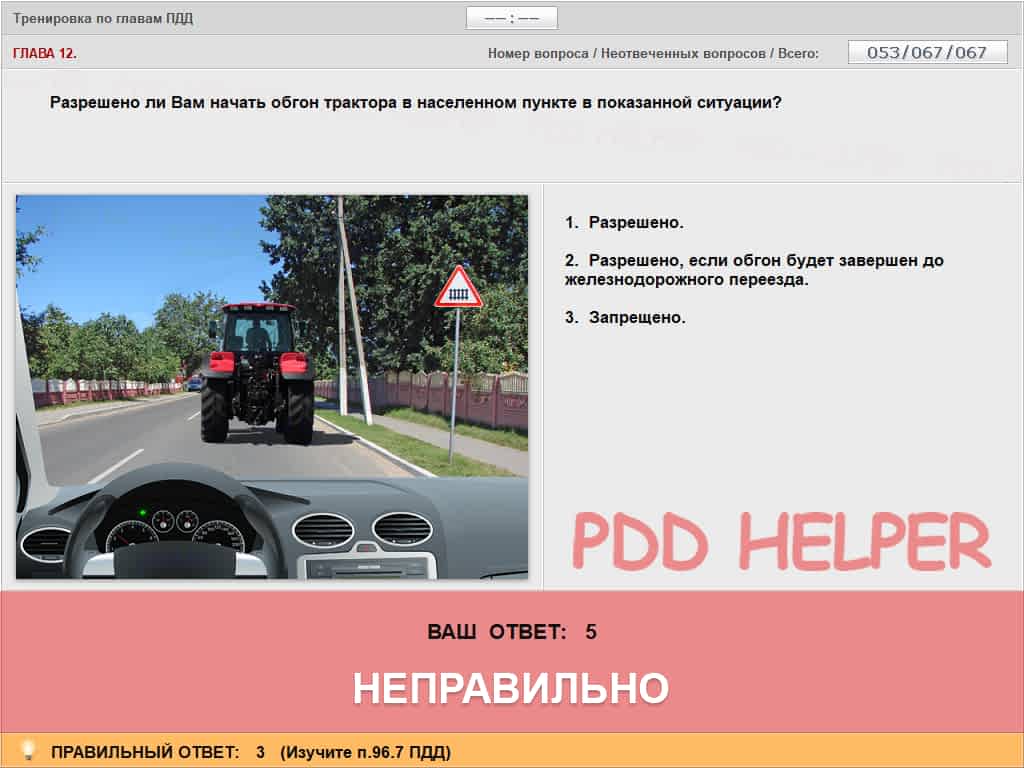 Тренировка по главам ПДД
−− : −−
ГЛАВА 12.
Номер вопроса / Неотвеченных вопросов / Всего:
053/067/067
Разрешено ли Вам начать обгон трактора в населенном пункте в показанной ситуации?
1. Разрешено.
2. Разрешено, если обгон будет завершен до
железнодорожного переезда.
3. Запрещено.
PDD HELPER
ВАШ ОТВЕТ: 5
НЕПРАВИЛЬНО
ПРАВИЛЬНЫЙ ОТВЕТ: 3 (Изучите п.96.7 ПДД)